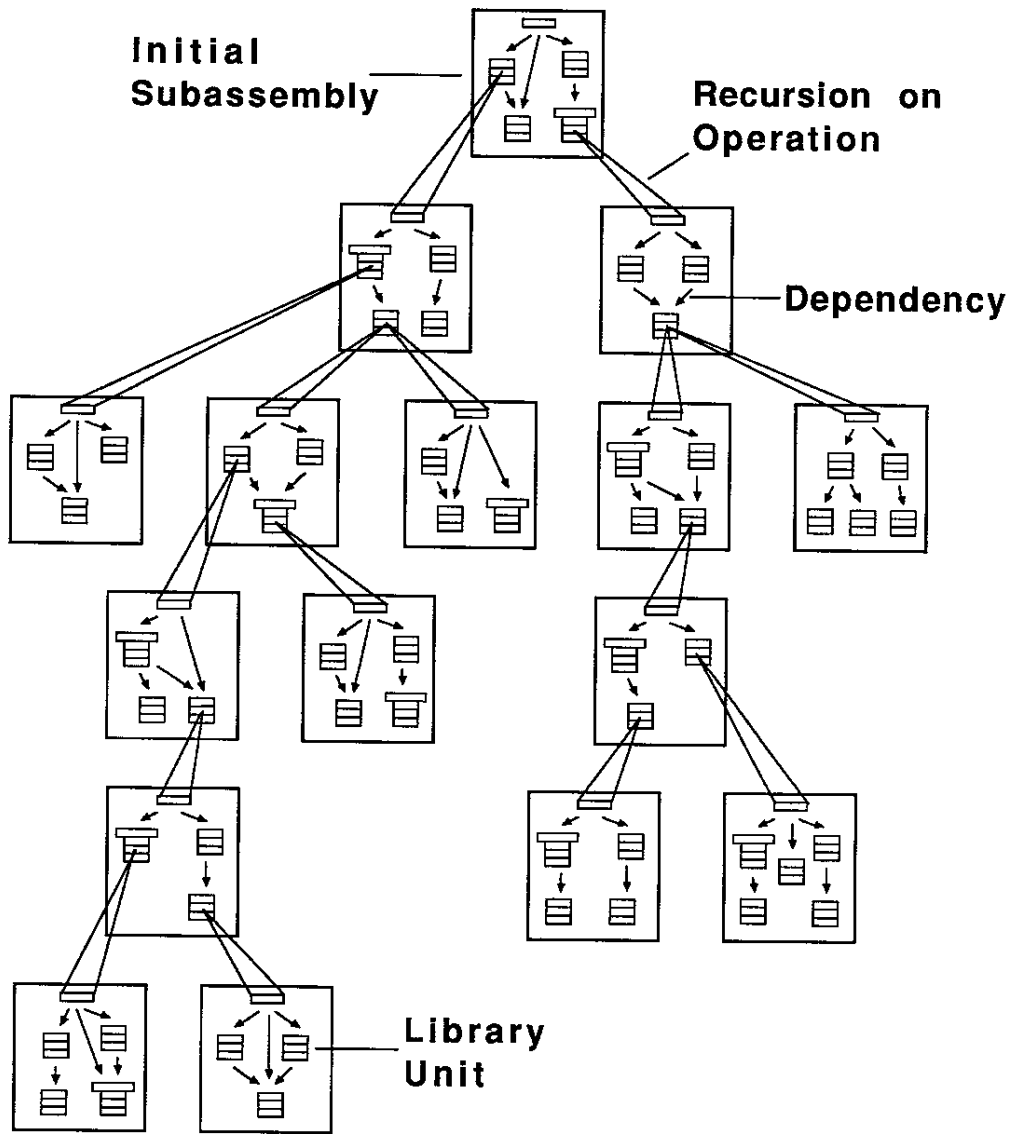 Initial
Subassembly
Recursion on
Operation
Dependency
Library
Unit